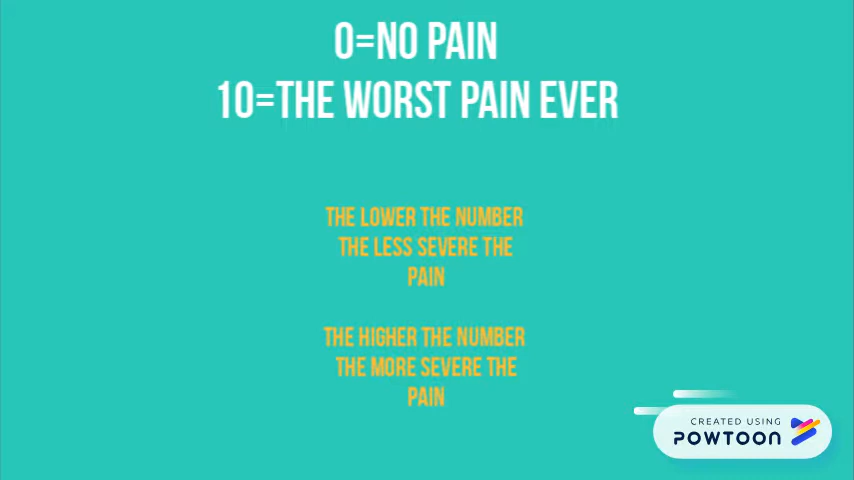 0=NO PAIN
10=THE WORST PAIN EVER
THE LOWER THE NUMBER
THE LESS SEVERE THE
PAIN
THE HIGHER THE NUMBER
THE MORE SEVERE THE
PAIN
CREATED USING
POWTOON